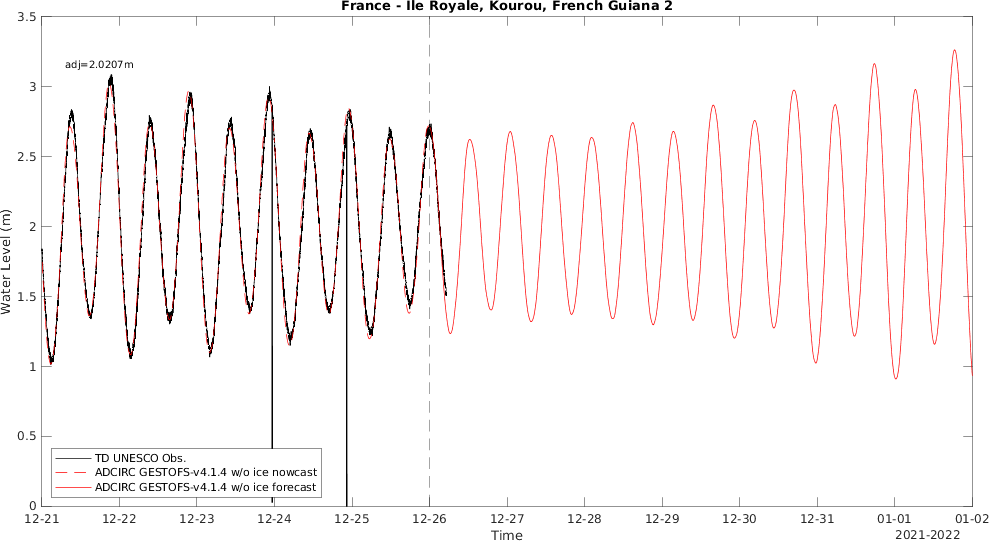 France - Ile Royale, Kourou, French Guiana 2
adj=2.0207m
3.5
3
2.5
2
1.5
1
0.5
0
Water Level (m)
TD UNESCO Obs.
ADCIRC GESTOFS-v4.1.4 w/o ice nowcast
ADCIRC GESTOFS-v4.1.4 w/o ice forecast
12-21 12-22 12-23 12-24 12-25 12-26 12-27 12-28 12-29 12-30 12-31 01-01 01-02
Time
2021-2022